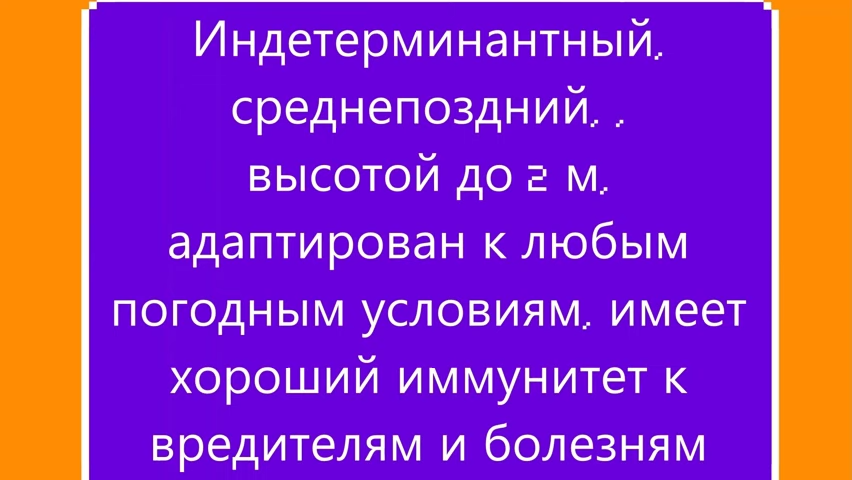 Индетерминантный,
среднепоздний, ,
высотой до 2 м,
адаптирован к любым
погодным условиям, имеет
хороший иммунитет к
вредителям и болезням